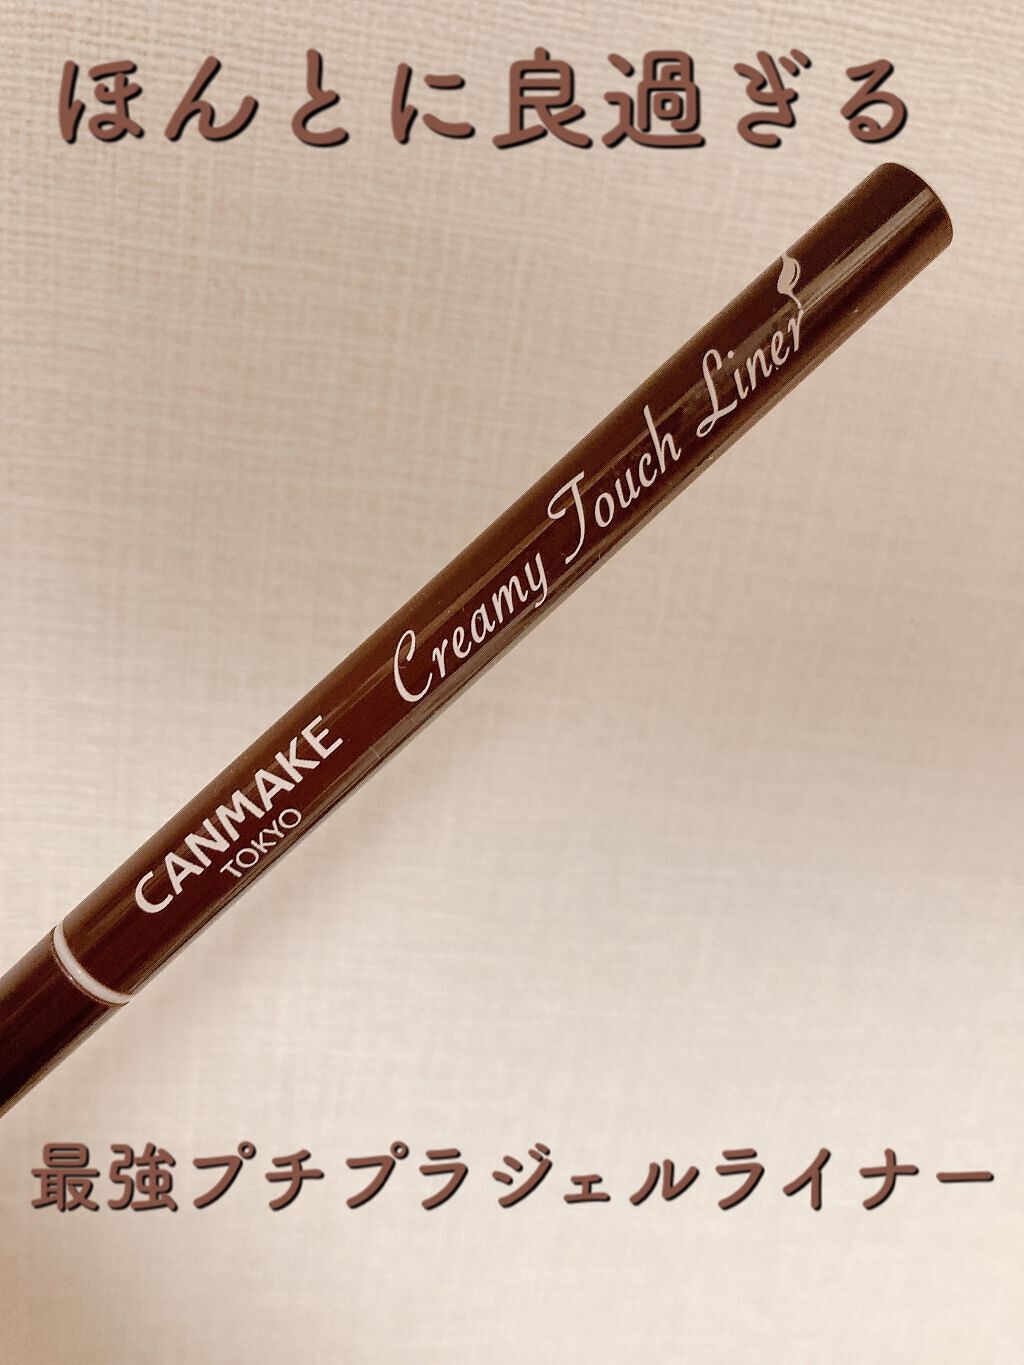 ほんとに良過ぎる
Creamy Touch Liner
CANMAKE
TOKYO
最強プチプラジェルライナー